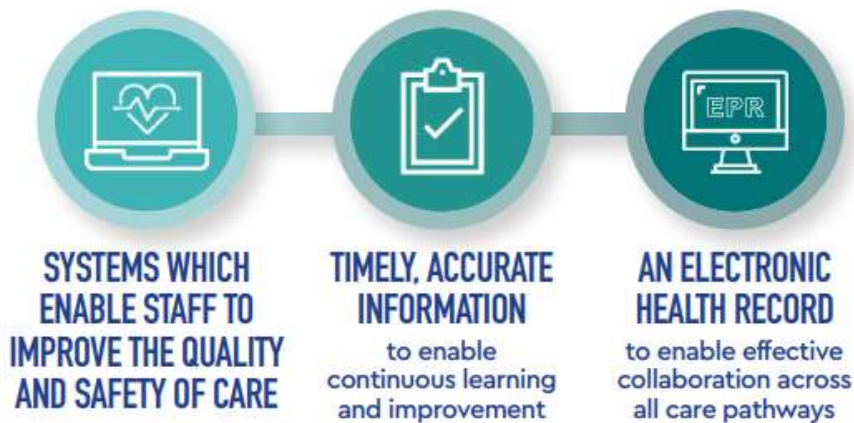 EPR
SYSTEMS WHICH
ENABLE STAFF TO
IMPROVE THE QUALITY
AND SAFETY OF CARE
TIMELY, ACCURATE
INFORMATION
to enable
continuous learning
and improvement
AN ELECTRONIC
HEALTH RECORD
to enable effective
collaboration across
all care pathways